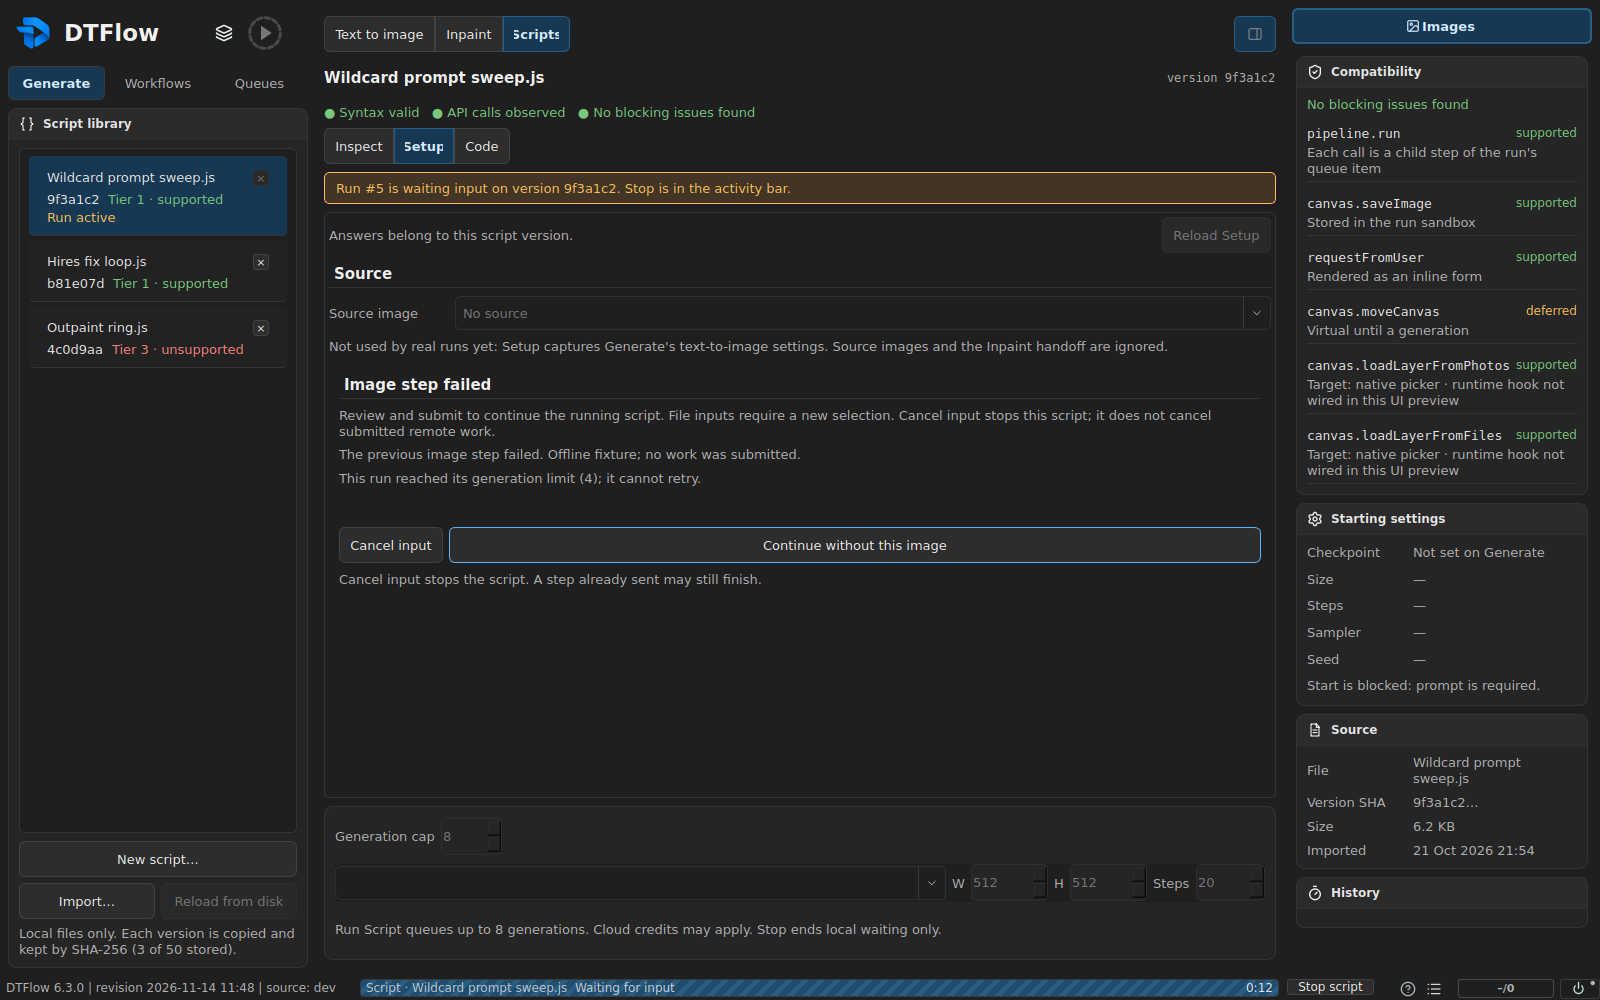 DTFlow
Generate
Workflows
Queues
Script library
Wildcard prompt sweep.js
9f3a1c2 Tier 1 · supported
Run active
Hires fix loop.js
b81e07d Tier 1 · supported
Outpaint ring.js
4c0d9aa Tier 3 · unsupported
New script...
Import...
Reload from disk
Local files only. Each version is copied and
kept by SHA-256 (3 of 50 stored).
Text to image
Inpaint
Scripts
Wildcard prompt sweep.js
version 9f3a1c2
Syntax valid
API calls observed
No blocking issues found
Inspect
Setup
Code
Run #5 is waiting input on version 9f3a1c2. Stop is in the activity bar.
Answers belong to this script version.
Reload Setup
Source
Source image
No source
Not used by real runs yet: Setup captures Generate's text-to-image settings. Source images and the Inpaint handoff are ignored.
Image step failed
Review and submit to continue the running script. File inputs require a new selection. Cancel input stops this script; it does not cancel
submitted remote work.
The previous image step failed. Offline fixture; no work was submitted.
This run reached its generation limit (4); it cannot retry.
Cancel input
Continue without this image
Cancel input stops the script. A step already sent may still finish.
Generation cap
8
W
512
H
512
Steps
20
Run Script queues up to 8 generations. Cloud credits may apply. Stop ends local waiting only.
Images
Compatibility
No blocking issues found
pipeline.run supported
Each call is a child step of the run's
queue item
canvas.saveImage supported
Stored in the run sandbox
requestFromUser supported
Rendered as an inline form
canvas.moveCanvas deferred
Virtual until a generation
canvas.loadLayerFromPhotos supported
Target: native picker · runtime hook not
wired in this UI preview
canvas.loadLayerFromFiles supported
Target: native picker · runtime hook not
wired in this UI preview
Starting settings
Checkpoint Not set on Generate
Size —
Steps —
Sampler —
Seed —
Start is blocked: prompt is required.
Source
File
Wildcard prompt
sweep.js
Version SHA 9f3a1c2...
Size 6.2 KB
Imported 21 Oct 2026 21:54
History
DTFlow 6.3.0 | revision 2026-11-14 11:48 | source: dev
Script · Wildcard prompt sweep.js Waiting for input
0:12
Stop script
-/0